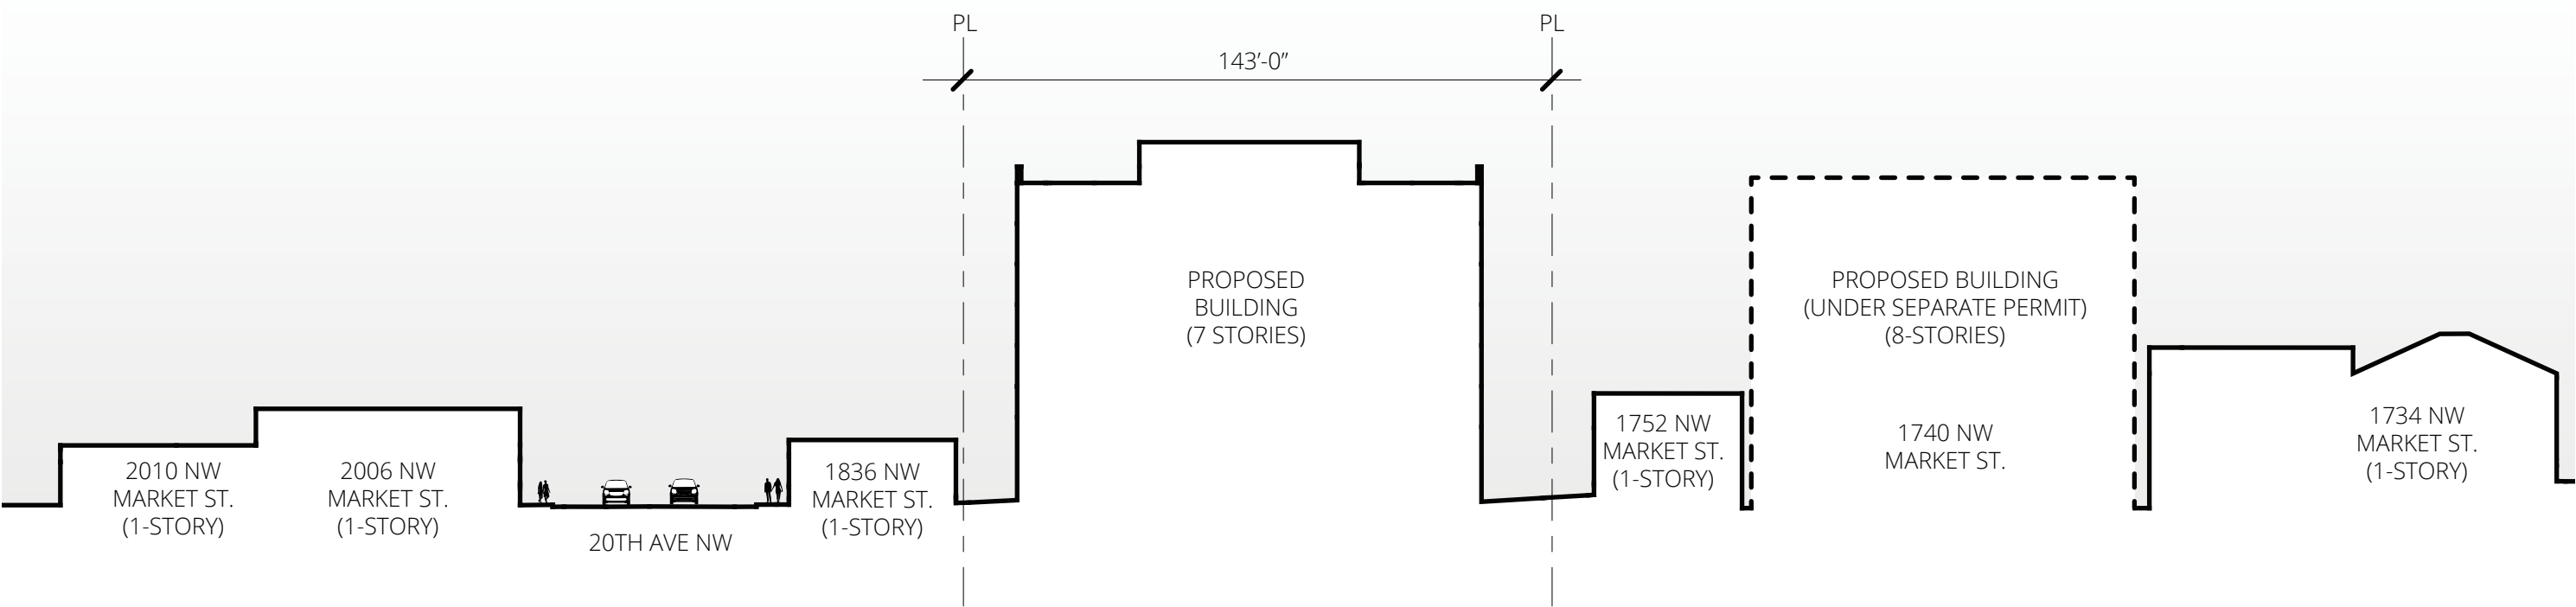 PL
PL
143'-0"
2010 NW
MARKET ST.
(1-STORY)
2006 NW
MARKET ST.
(1-STORY)
20TH AVE NW
1836 NW
MARKET ST.
(1-STORY)
PROPOSED
BUILDING
(7 STORIES)
1752 NW
MARKET ST.
(1-STORY)
PROPOSED BUILDING
(UNDER SEPARATE PERMIT)
(8-STORIES)
1740 NW
MARKET ST.
1734 NW
MARKET ST.
(1-STORY)